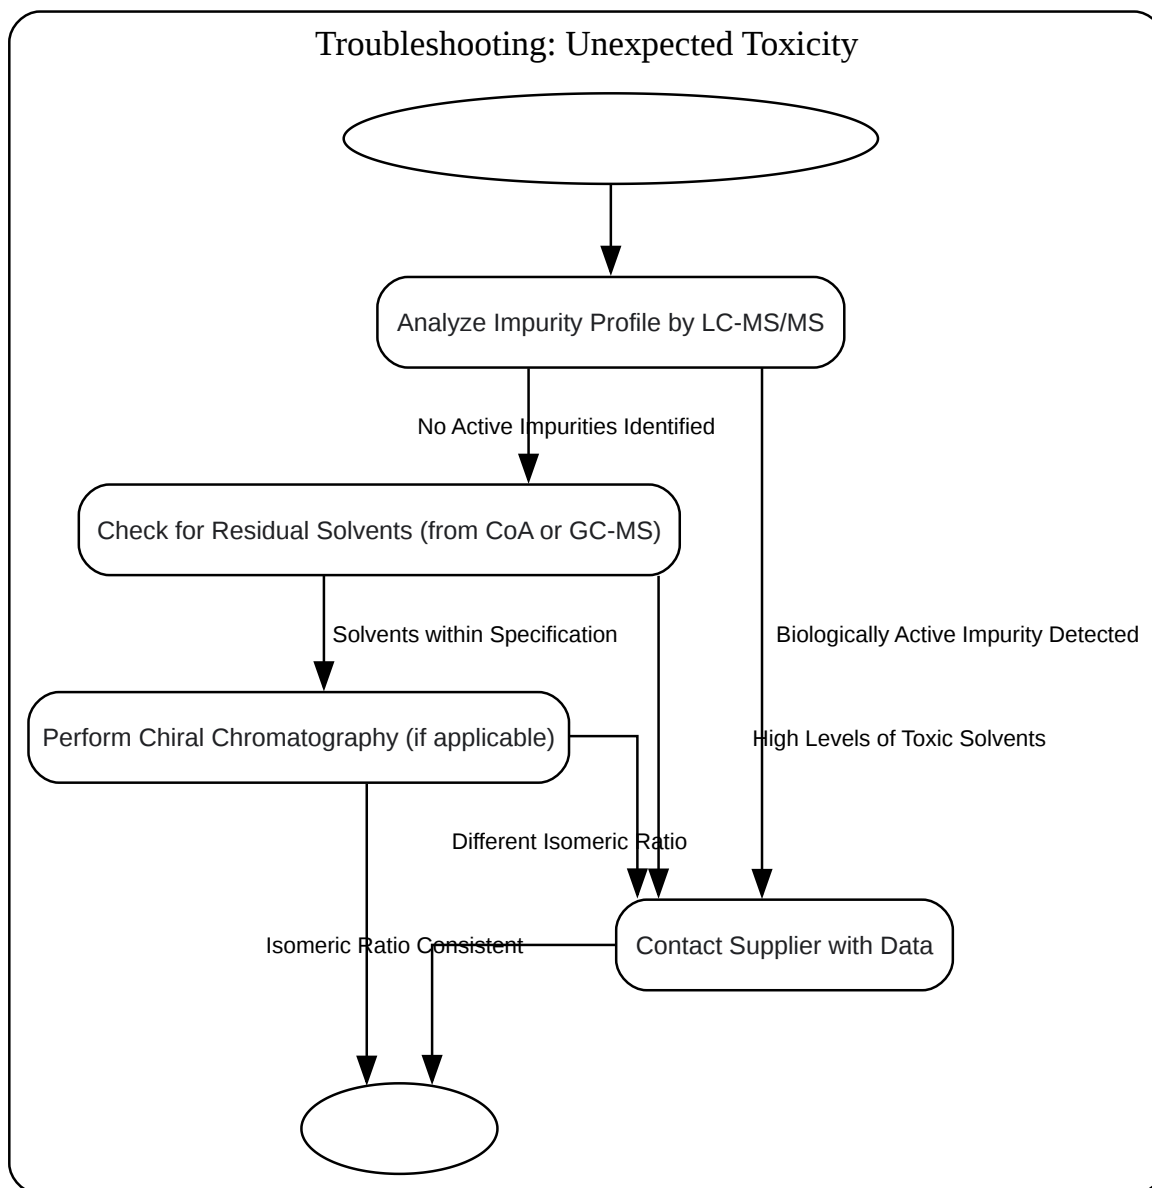 Troubleshooting: Unexpected Toxicity
Analyze Impurity Profile by LC-MS/MS
No Active Impurities Identified
Check for Residual Solvents (from CoA or GC-MS)
Solvents within Specification
Biologically Active Impurity Detected
Perform Chiral Chromatography (if applicable)
High Levels of Toxic Solvents
Different Isomeric Ratio
Isomeric Ratio Consistent
Contact Supplier with Data